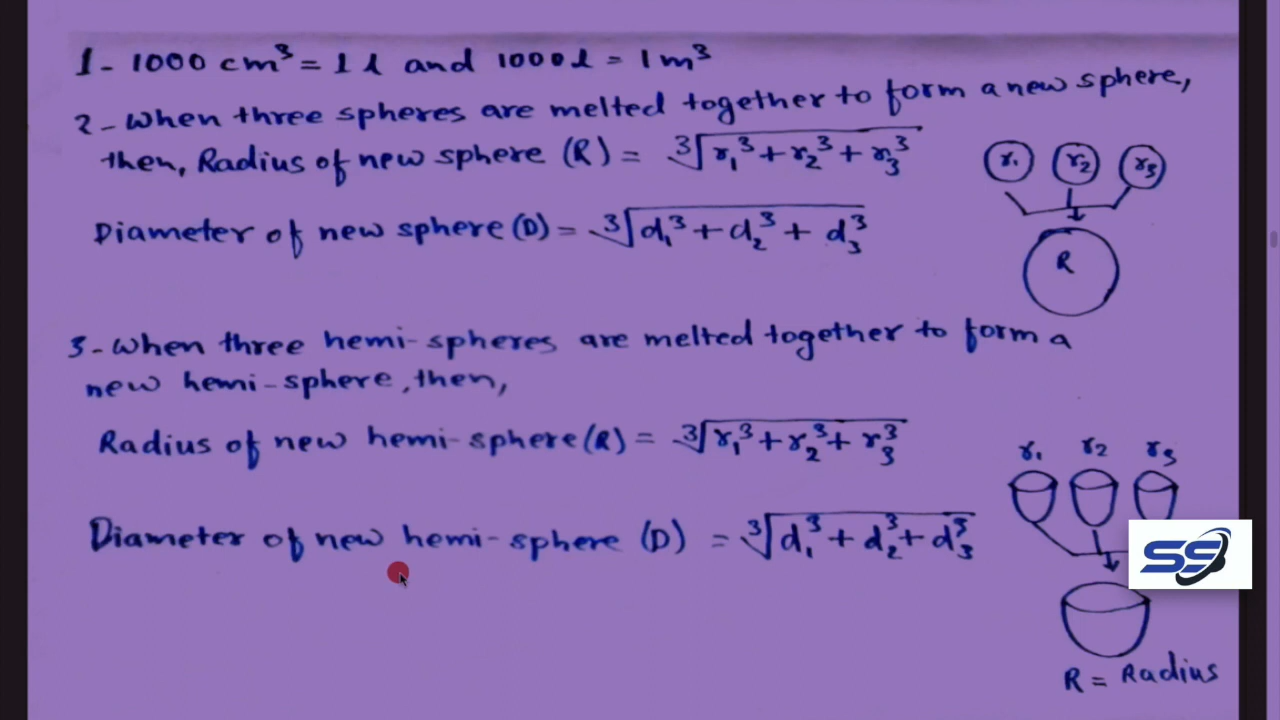 1- 1000 cm³ = 1 l and 1000 l = 1 m³
2- When three spheres are melted together to form a new sphere,
then, Radius of new sphere (R) = ∛(r₁³ + r₂³ + r₃³)
r₁ r₂ r₃
Diameter of new sphere (D) = ∛(d₁³ + d₂³ + d₃³)
R
3- When three hemi-spheres are melted together to form a
new hemi-sphere, then,
Radius of new hemi-sphere (R) = ∛(r₁³ + r₂³ + r₃³)
r₁ r₂ r₃
Diameter of new hemi-sphere (D) = ∛(d₁³ + d₂³ + d₃³)
SS
R = Radius